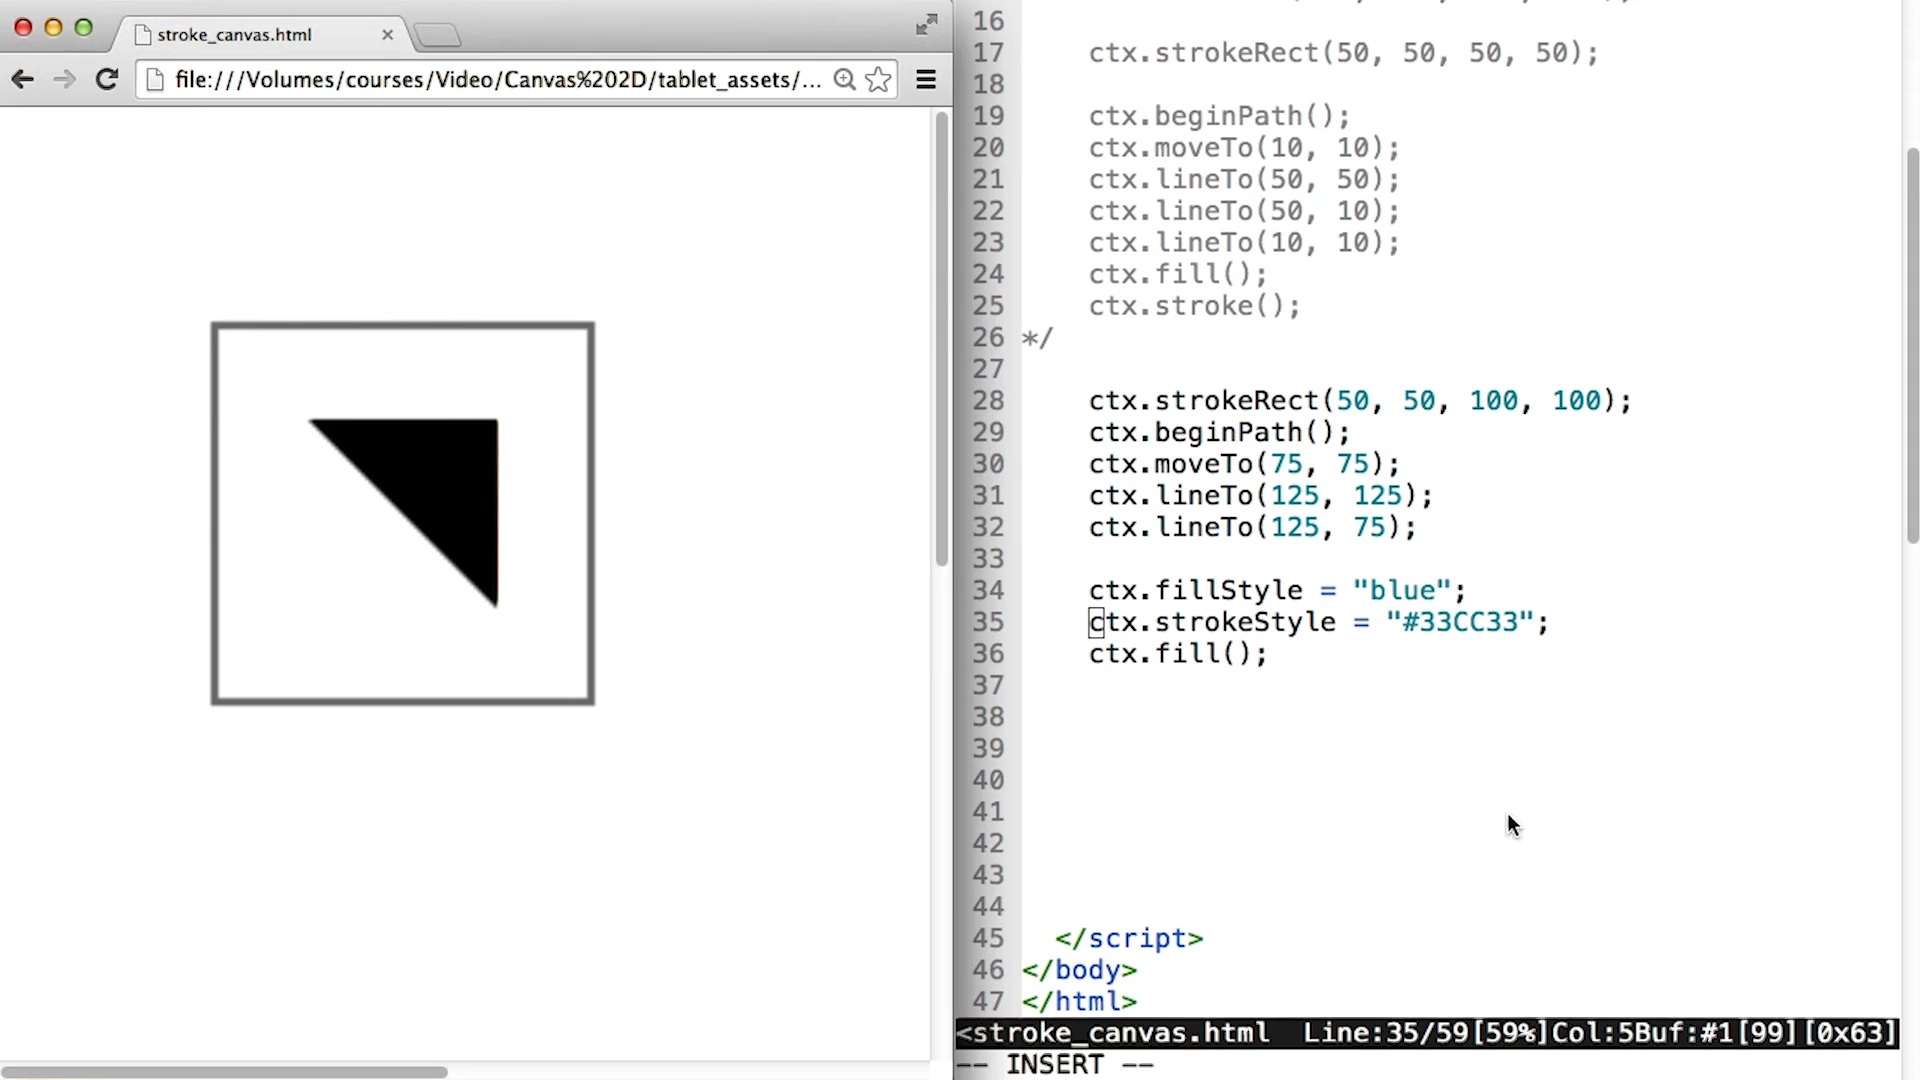 stroke_canvas.html
file:///Volumes/courses/Video/Canvas%202D/tablet_assets/...
16
17 ctx.strokeRect(50, 50, 50, 50);
18
19 ctx.beginPath();
20 ctx.moveTo(10, 10);
21 ctx.lineTo(50, 50);
22 ctx.lineTo(50, 10);
23 ctx.lineTo(10, 10);
24 ctx.fill();
25 ctx.stroke();
26 */
27
28 ctx.strokeRect(50, 50, 100, 100);
29 ctx.beginPath();
30 ctx.moveTo(75, 75);
31 ctx.lineTo(125, 125);
32 ctx.lineTo(125, 75);
33
34 ctx.fillStyle = "blue";
35 ctx.strokeStyle = "#33CC33";
36 ctx.fill();
37
38
39
40
41
42
43
44
45 </script>
46 </body>
47 </html>
<stroke_canvas.html Line:35/59[59%]Col:5Buf:#1[99][0x63]
-- INSERT --